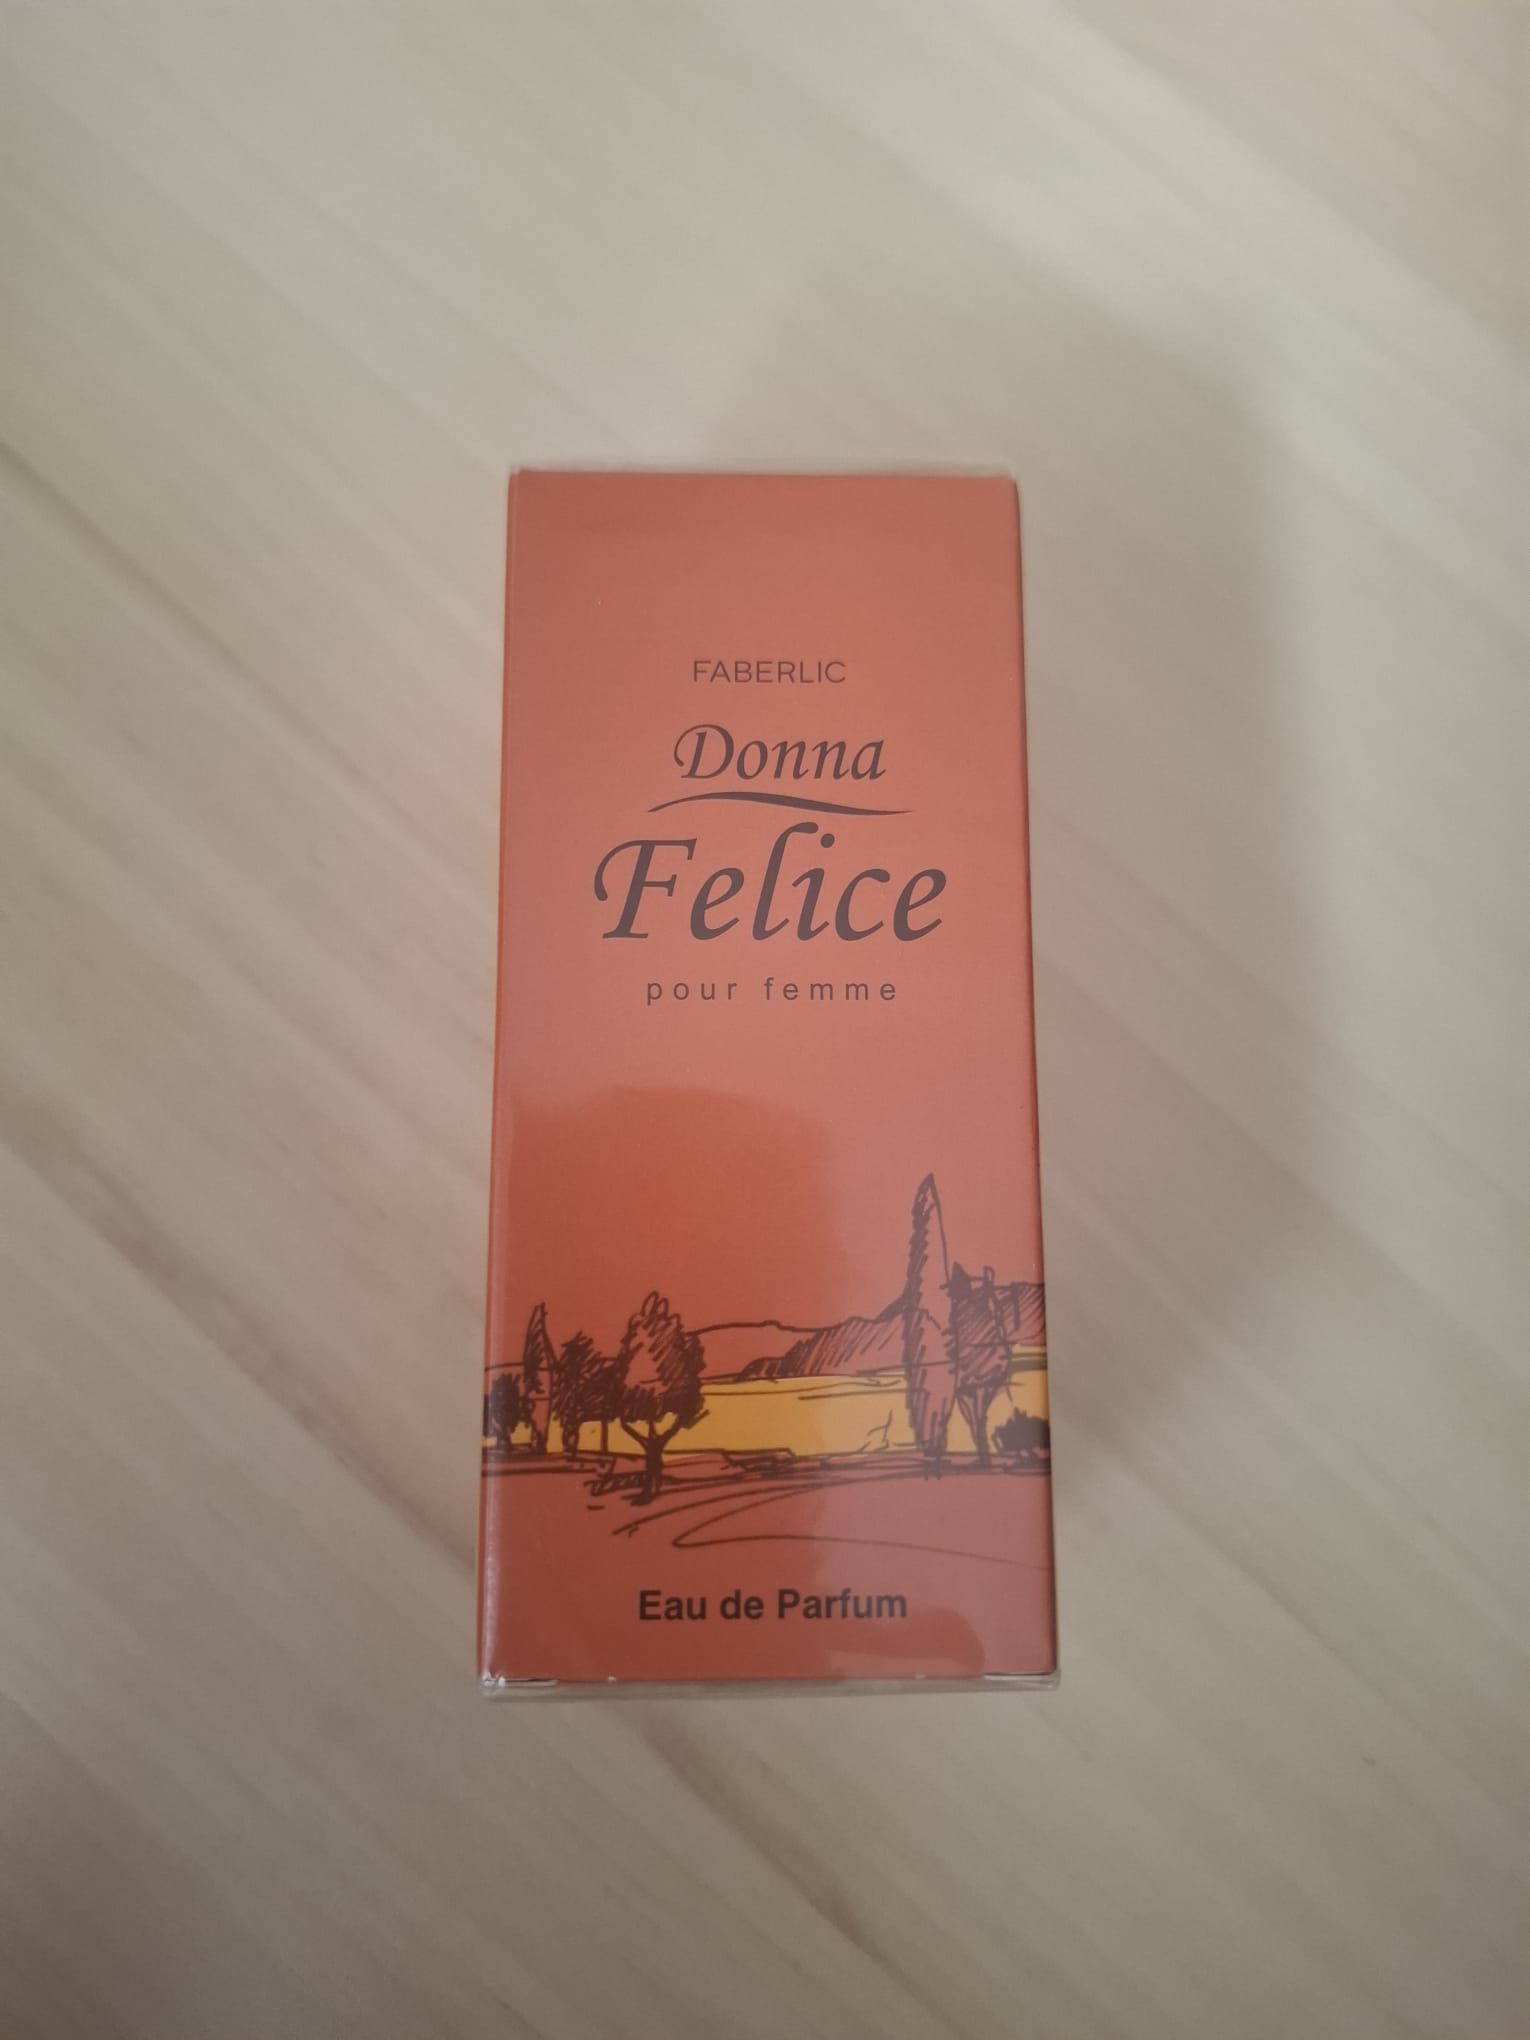 FABERLIC
Donna
Felice
pour femme
Eau de Parfum